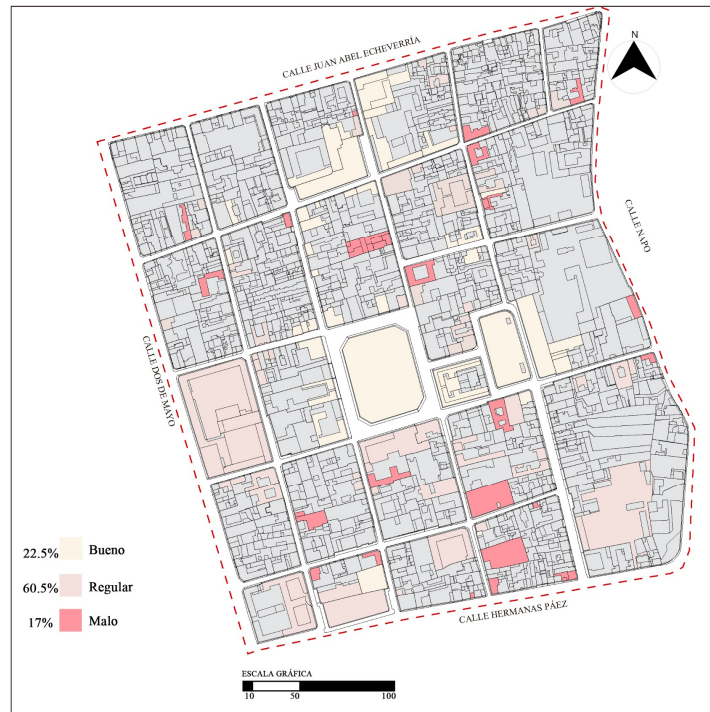 CALLE JUAN ABEL ECHEVERRÍA
N
CALLE NAPO
CALLE DOS DE MAYO
22.5% Bueno
60.5% Regular
17% Malo
CALLE HERMANAS PÁEZ
ESCALA GRÁFICA
10 50 100